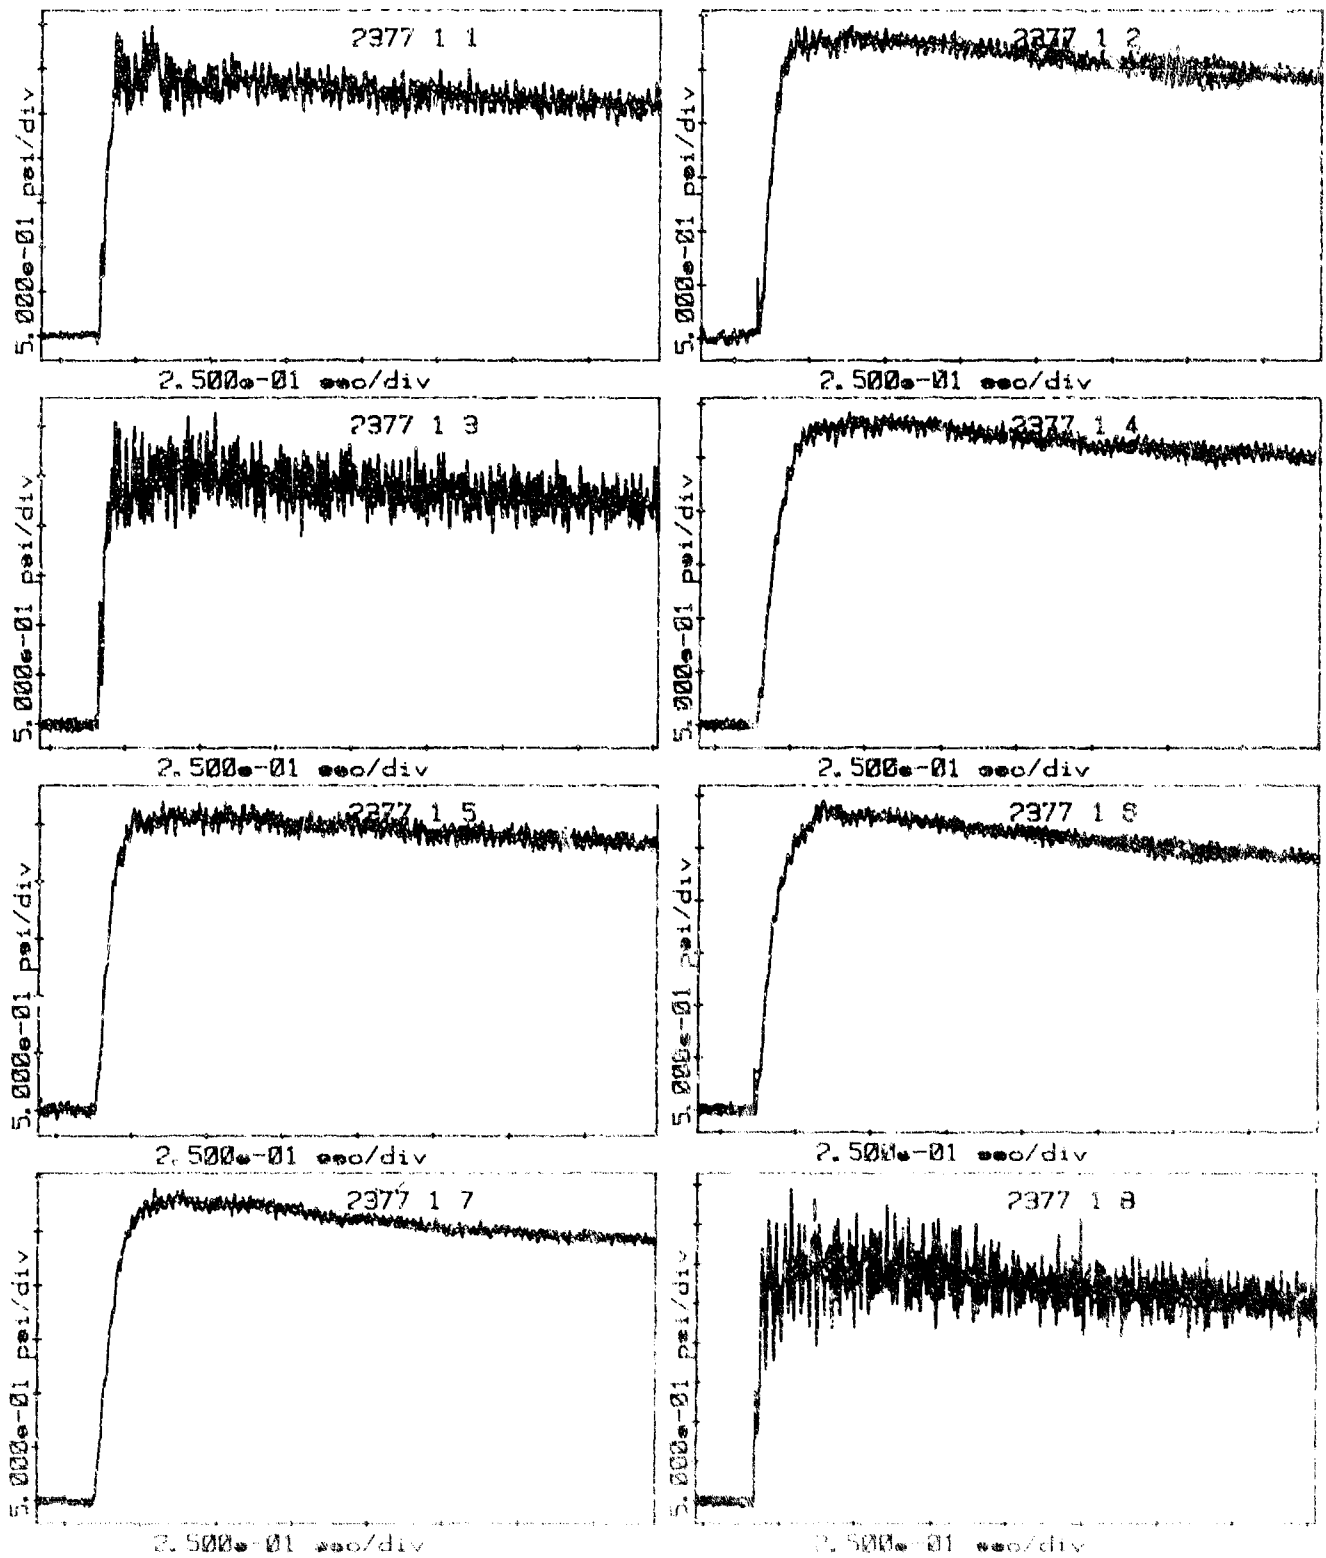 2377 1 1
5.000e-01 psi/div
2.500e-01 sec/div
2377 1 2
5.000e-01 psi/div
2.500e-01 sec/div
2377 1 3
5.000e-01 psi/div
2.500e-01 sec/div
2377 1 4
5.000e-01 psi/div
2.500e-01 sec/div
2377 1 5
5.000e-01 psi/div
2.500e-01 sec/div
2377 1 6
5.000e-01 psi/div
2.500e-01 sec/div
2377 1 7
5.000e-01 psi/div
2.500e-01 sec/div
2377 1 8
5.000e-01 psi/div
2.500e-01 sec/div